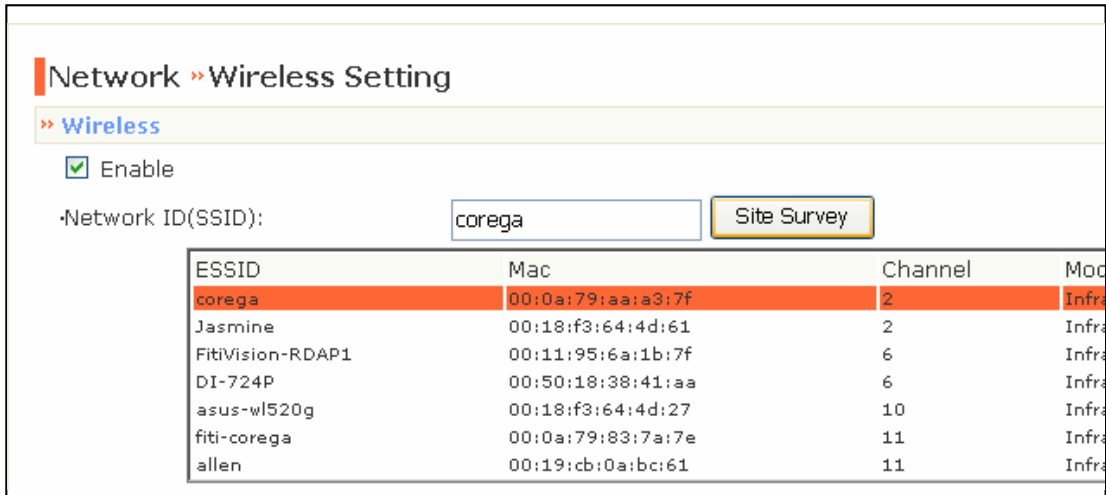 Network » Wireless Setting
» Wireless
Enable
·Network ID(SSID): corega Site Survey
ESSID Mac Channel
corega 00:0a:79:aa:a3:7f 2
Jasmine 00:18:f3:64:4d:61 2
FitiVision-RDAP1 00:11:95:6a:1b:7f 6
DI-724P 00:50:18:38:41:aa 6
asus-wl520g 00:18:f3:64:4d:27 10
fiti-corega 00:0a:79:83:7a:7e 11
allen 00:19:cb:0a:bc:61 11